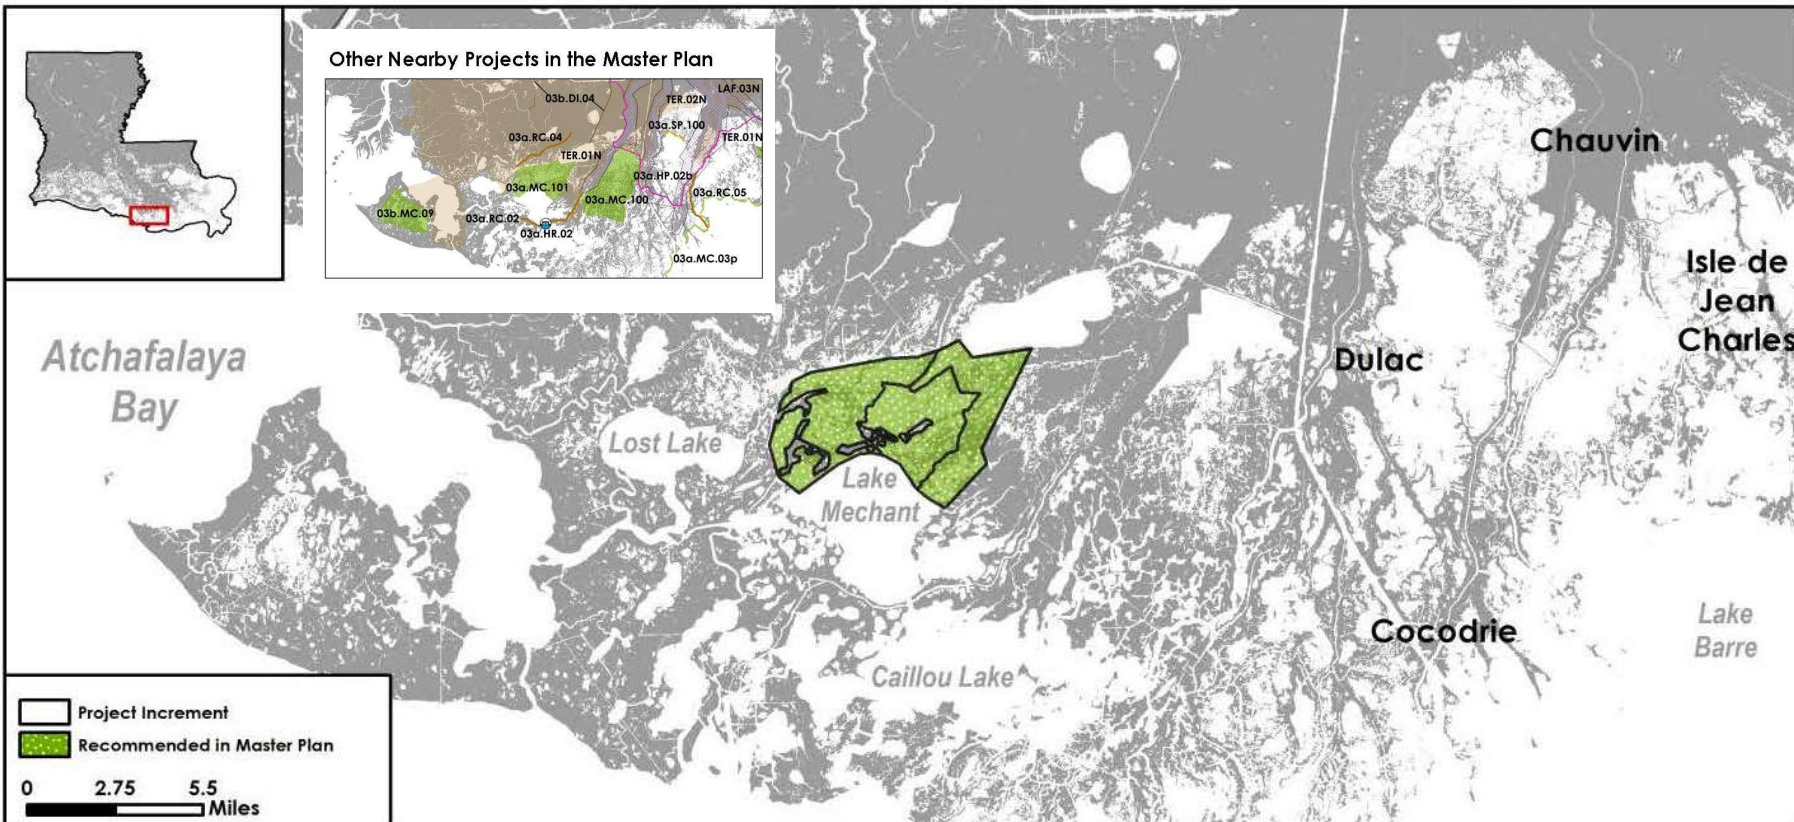 Other Nearby Projects in the Master Plan
LAF.03N
03b.DI.04
TER.02N
03a.SP.100
03a.RC.04
TER.01N
TER.01N
03a.HP.02b
03a.MC.101
03a.RC.05
03a.MC.100
03b.MC.09
03a.RC.02
03a.HR.02
03a.MC.03p
Chauvin
Isle de
Jean
Charles
Atchafalaya
Bay
Dulac
Lost Lake
Lake
Mechant
Cocodrie
Lake
Barre
Caillou Lake
Project Increment
Recommended in Master Plan
0 2.75 5.5
Miles